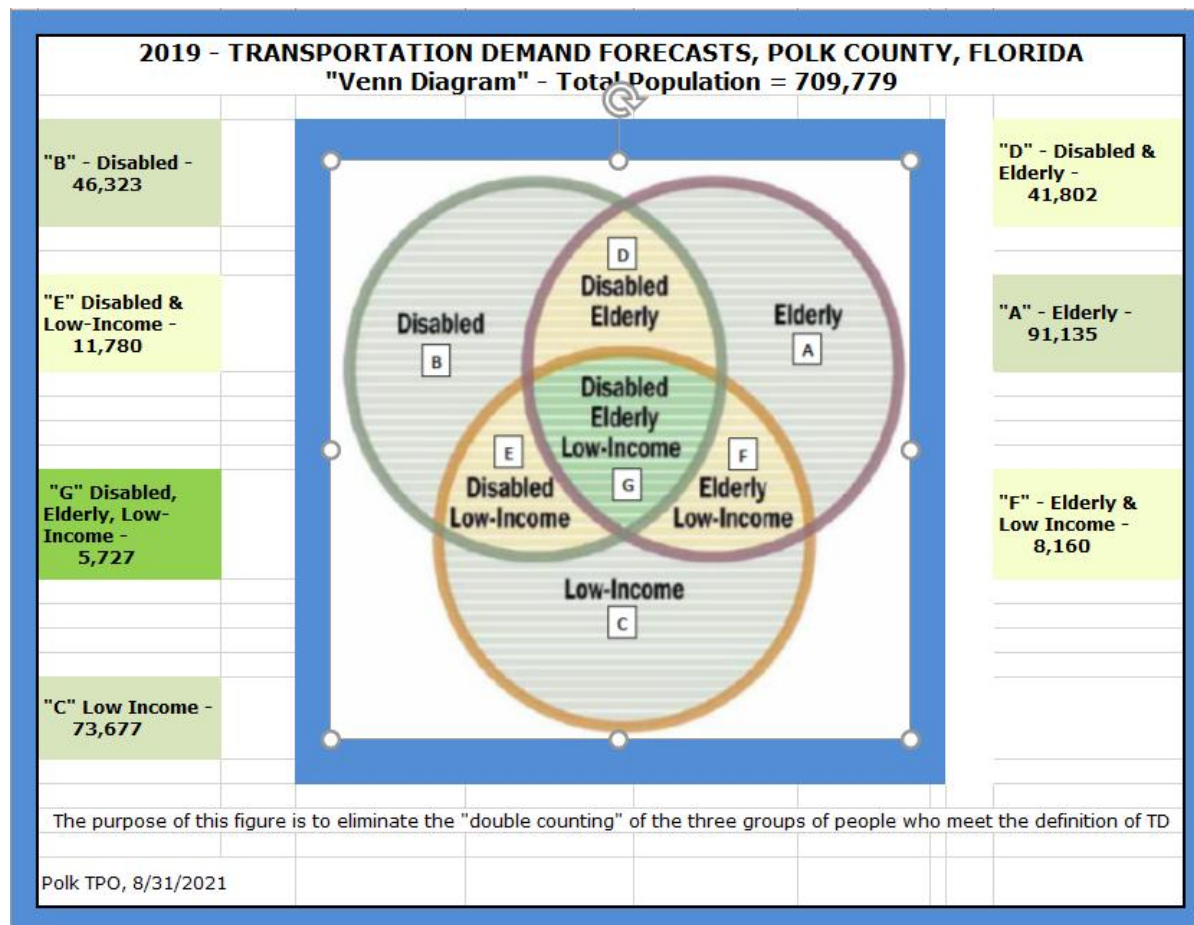 2019 - TRANSPORTATION DEMAND FORECASTS, POLK COUNTY, FLORIDA
"Venn Diagram" - Total Population = 709,779
"B" - Disabled -
46,323
"E" Disabled &
Low-Income -
11,780
"G" Disabled,
Elderly, Low-
Income -
5,727
"C" Low Income -
73,677
D
Disabled
Elderly
Disabled
B
Elderly
A
Disabled
Elderly
Low-Income
G
E
Disabled
Low-Income
F
Elderly
Low-Income
Low-Income
C
"D" - Disabled &
Elderly -
41,802
"A" - Elderly -
91,135
"F" - Elderly &
Low Income -
8,160
The purpose of this figure is to eliminate the "double counting" of the three groups of people who meet the definition of TD
Polk TPO, 8/31/2021